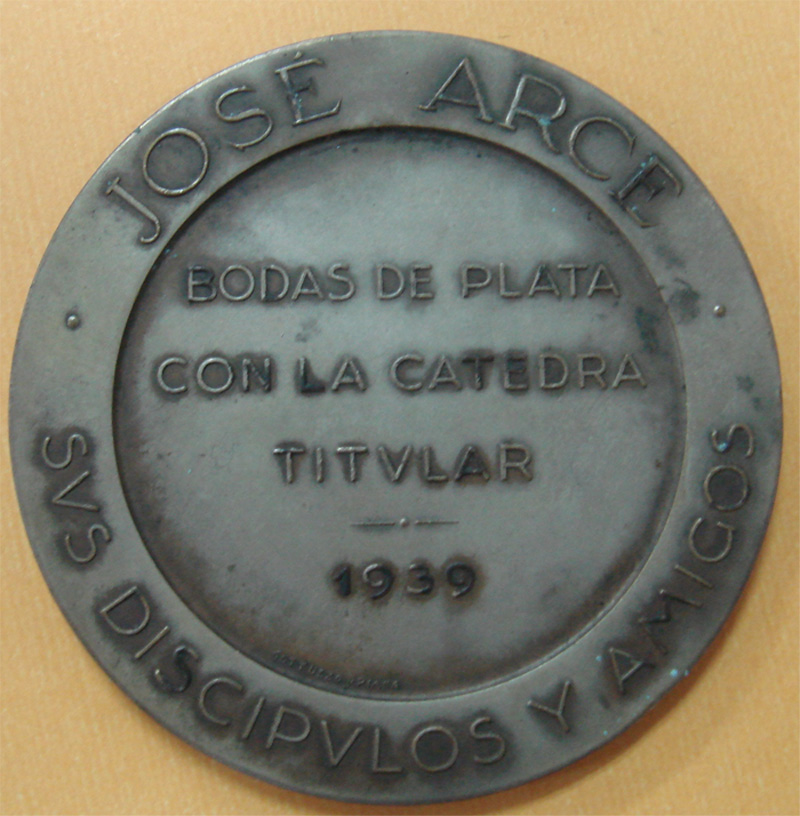 JOSÉ ARCE
BODAS DE PLATA
CON LA CATEDRA
TITVLAR
1939
SVS DISCIPVLOS Y AMIGOS